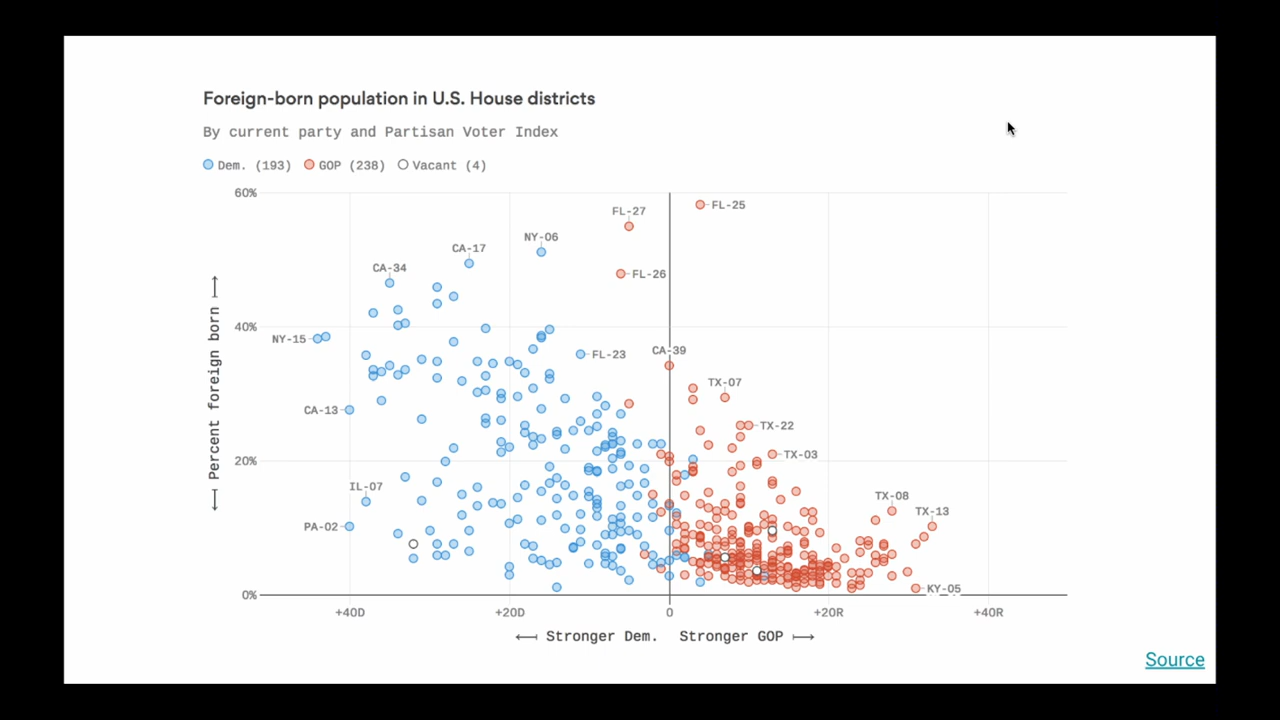 Foreign-born population in U.S. House districts
By current party and Partisan Voter Index
Dem. (193) GOP (238) Vacant (4)
60%
FL-25
FL-27
NY-06
CA-17
CA-34
FL-26
40%
NY-15
CA-39
FL-23
TX-07
CA-13
TX-22
TX-03
20%
IL-07
TX-08
TX-13
PA-02
KY-05
0%
← Percent foreign born →
+40D +20D 0 +20R +40R
← Stronger Dem. Stronger GOP →
Source